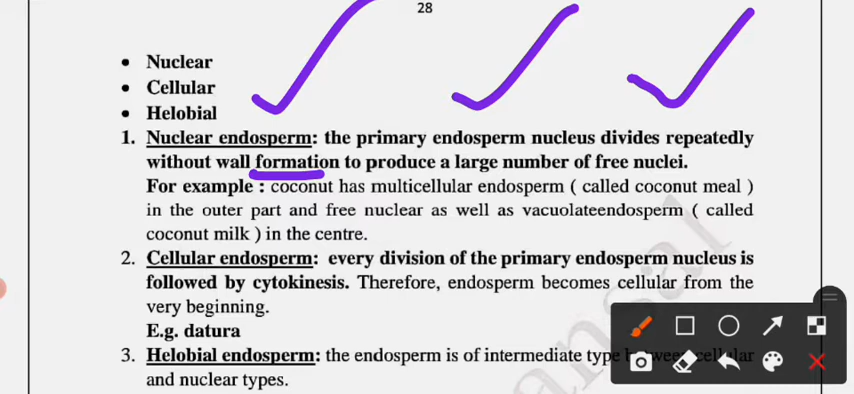 28
• Nuclear
• Cellular
• Helobial
1. Nuclear endosperm: the primary endosperm nucleus divides repeatedly
without wall formation to produce a large number of free nuclei.
For example : coconut has multicellular endosperm ( called coconut meal )
in the outer part and free nuclear as well as vacuolateendosperm ( called
coconut milk ) in the centre.
2. Cellular endosperm: every division of the primary endosperm nucleus is
followed by cytokinesis. Therefore, endosperm becomes cellular from the
very beginning.
E.g. datura
3. Helobial endosperm: the endosperm is of intermediate type between cellular
and nuclear types.